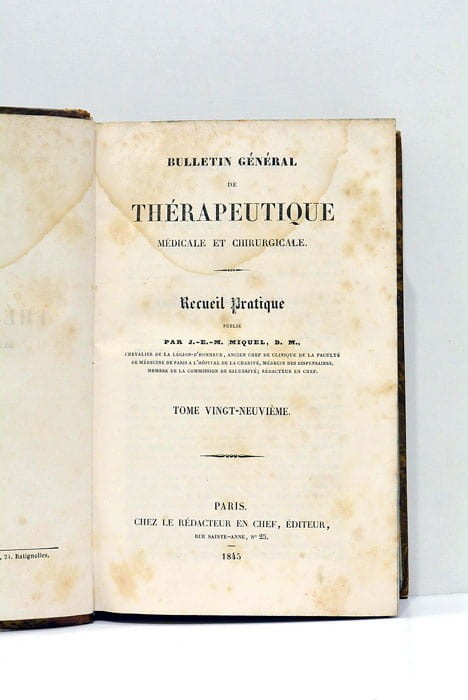 BULLETIN GÉNÉRAL
DE
THÉRAPEUTIQUE
MÉDICALE ET CHIRURGICALE.
Recueil Pratique
PUBLIÉ
PAR J.-E.-M. MIQUEL, D. M.,
CHEVALIER DE LA LÉGION-D'HONNEUR, ANCIEN CHEF DE CLINIQUE DE LA FACULTÉ
DE MÉDECINE DE PARIS A L'HÔPITAL DE LA CHARITÉ, MÉDECIN DES DISPENSAIRES,
MEMBRE DE LA COMMISSION DE SALUBRITÉ; RÉDACTEUR EN CHEF.
TOME VINGT-NEUVIÈME.
PARIS.
CHEZ LE RÉDACTEUR EN CHEF, ÉDITEUR,
RUE SAINTE-ANNE, N° 25.
1845
, 24. Batignolles.